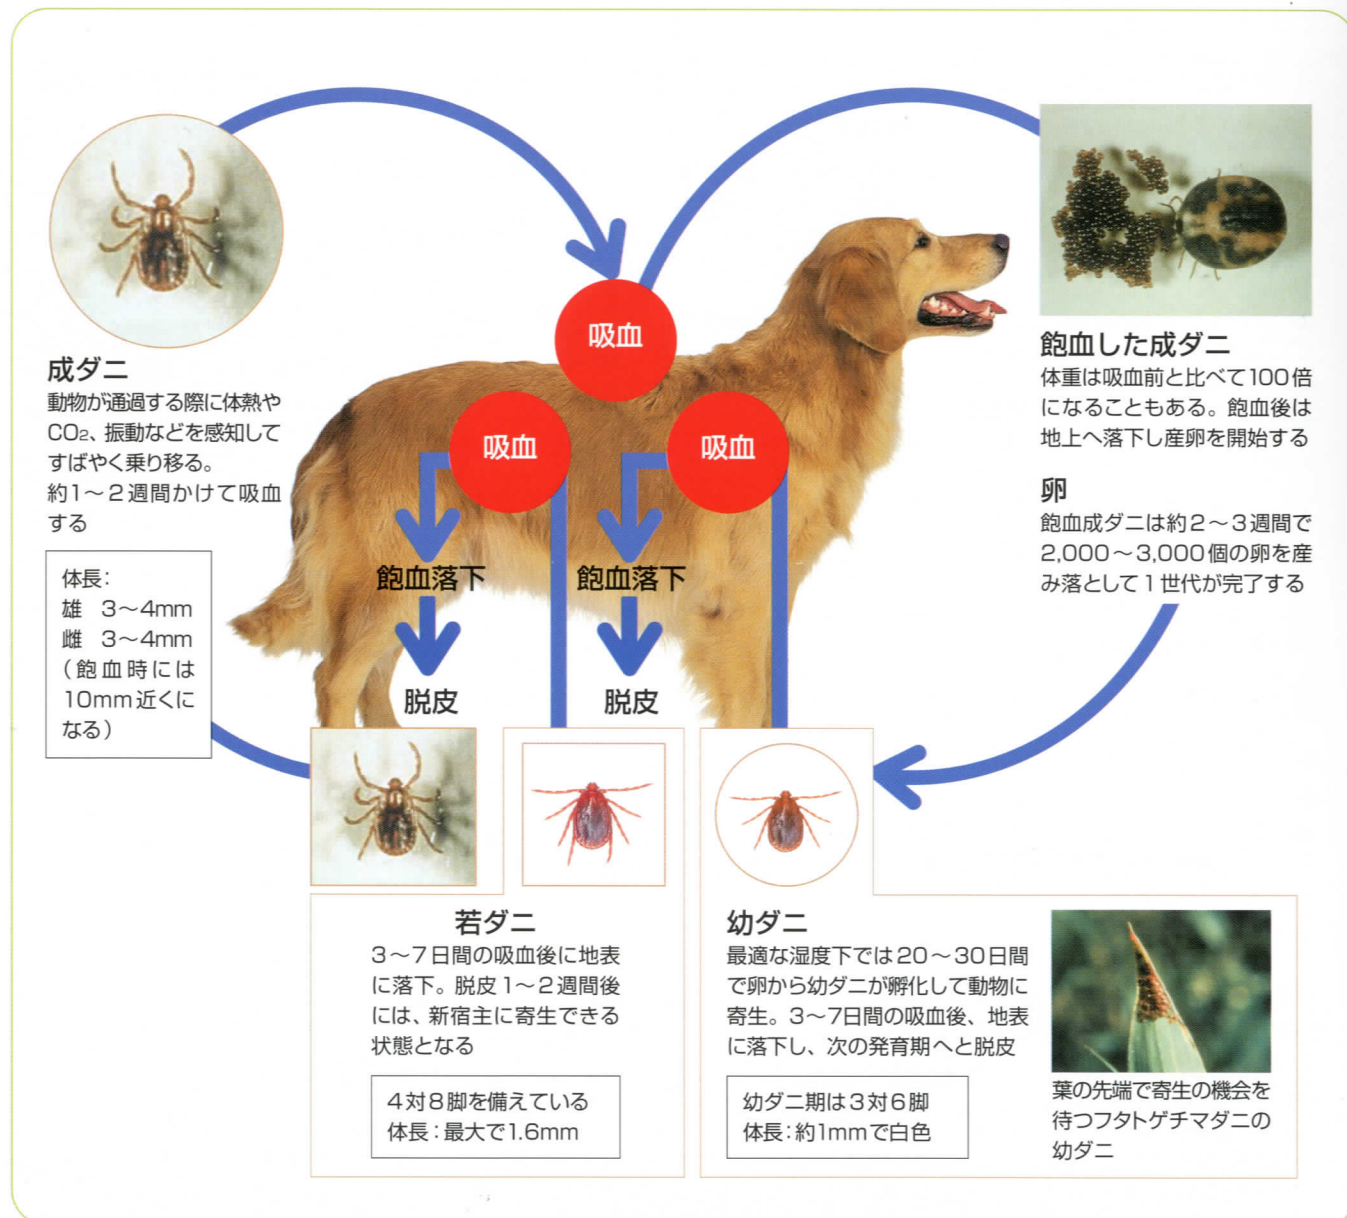 吸血
吸血
吸血
飽血落下
飽血落下
脱皮
脱皮
成ダニ
動物が通過する際に体熱や
CO2、振動などを感知して
すばやく乗り移る。
約1～2週間かけて吸血
する
体長：
雄 3～4mm
雌 3～4mm
（飽血時には
10mm近くに
なる）
飽血した成ダニ
体重は吸血前と比べて100倍
になることもある。飽血後は
地上へ落下し産卵を開始する
卵
飽血成ダニは約2～3週間で
2,000～3,000個の卵を産
み落として1世代が完了する
若ダニ
3～7日間の吸血後に地表
に落下。脱皮1～2週間後
には、新宿主に寄生できる
状態となる
4対8脚を備えている
体長：最大で1.6mm
幼ダニ
最適な湿度下では20～30日間
で卵から幼ダニが孵化して動物に
寄生。3～7日間の吸血後、地表
に落下し、次の発育期へと脱皮
幼ダニ期は3対6脚
体長：約1mmで白色
葉の先端で寄生の機会を
待つフタトゲチマダニの
幼ダニ